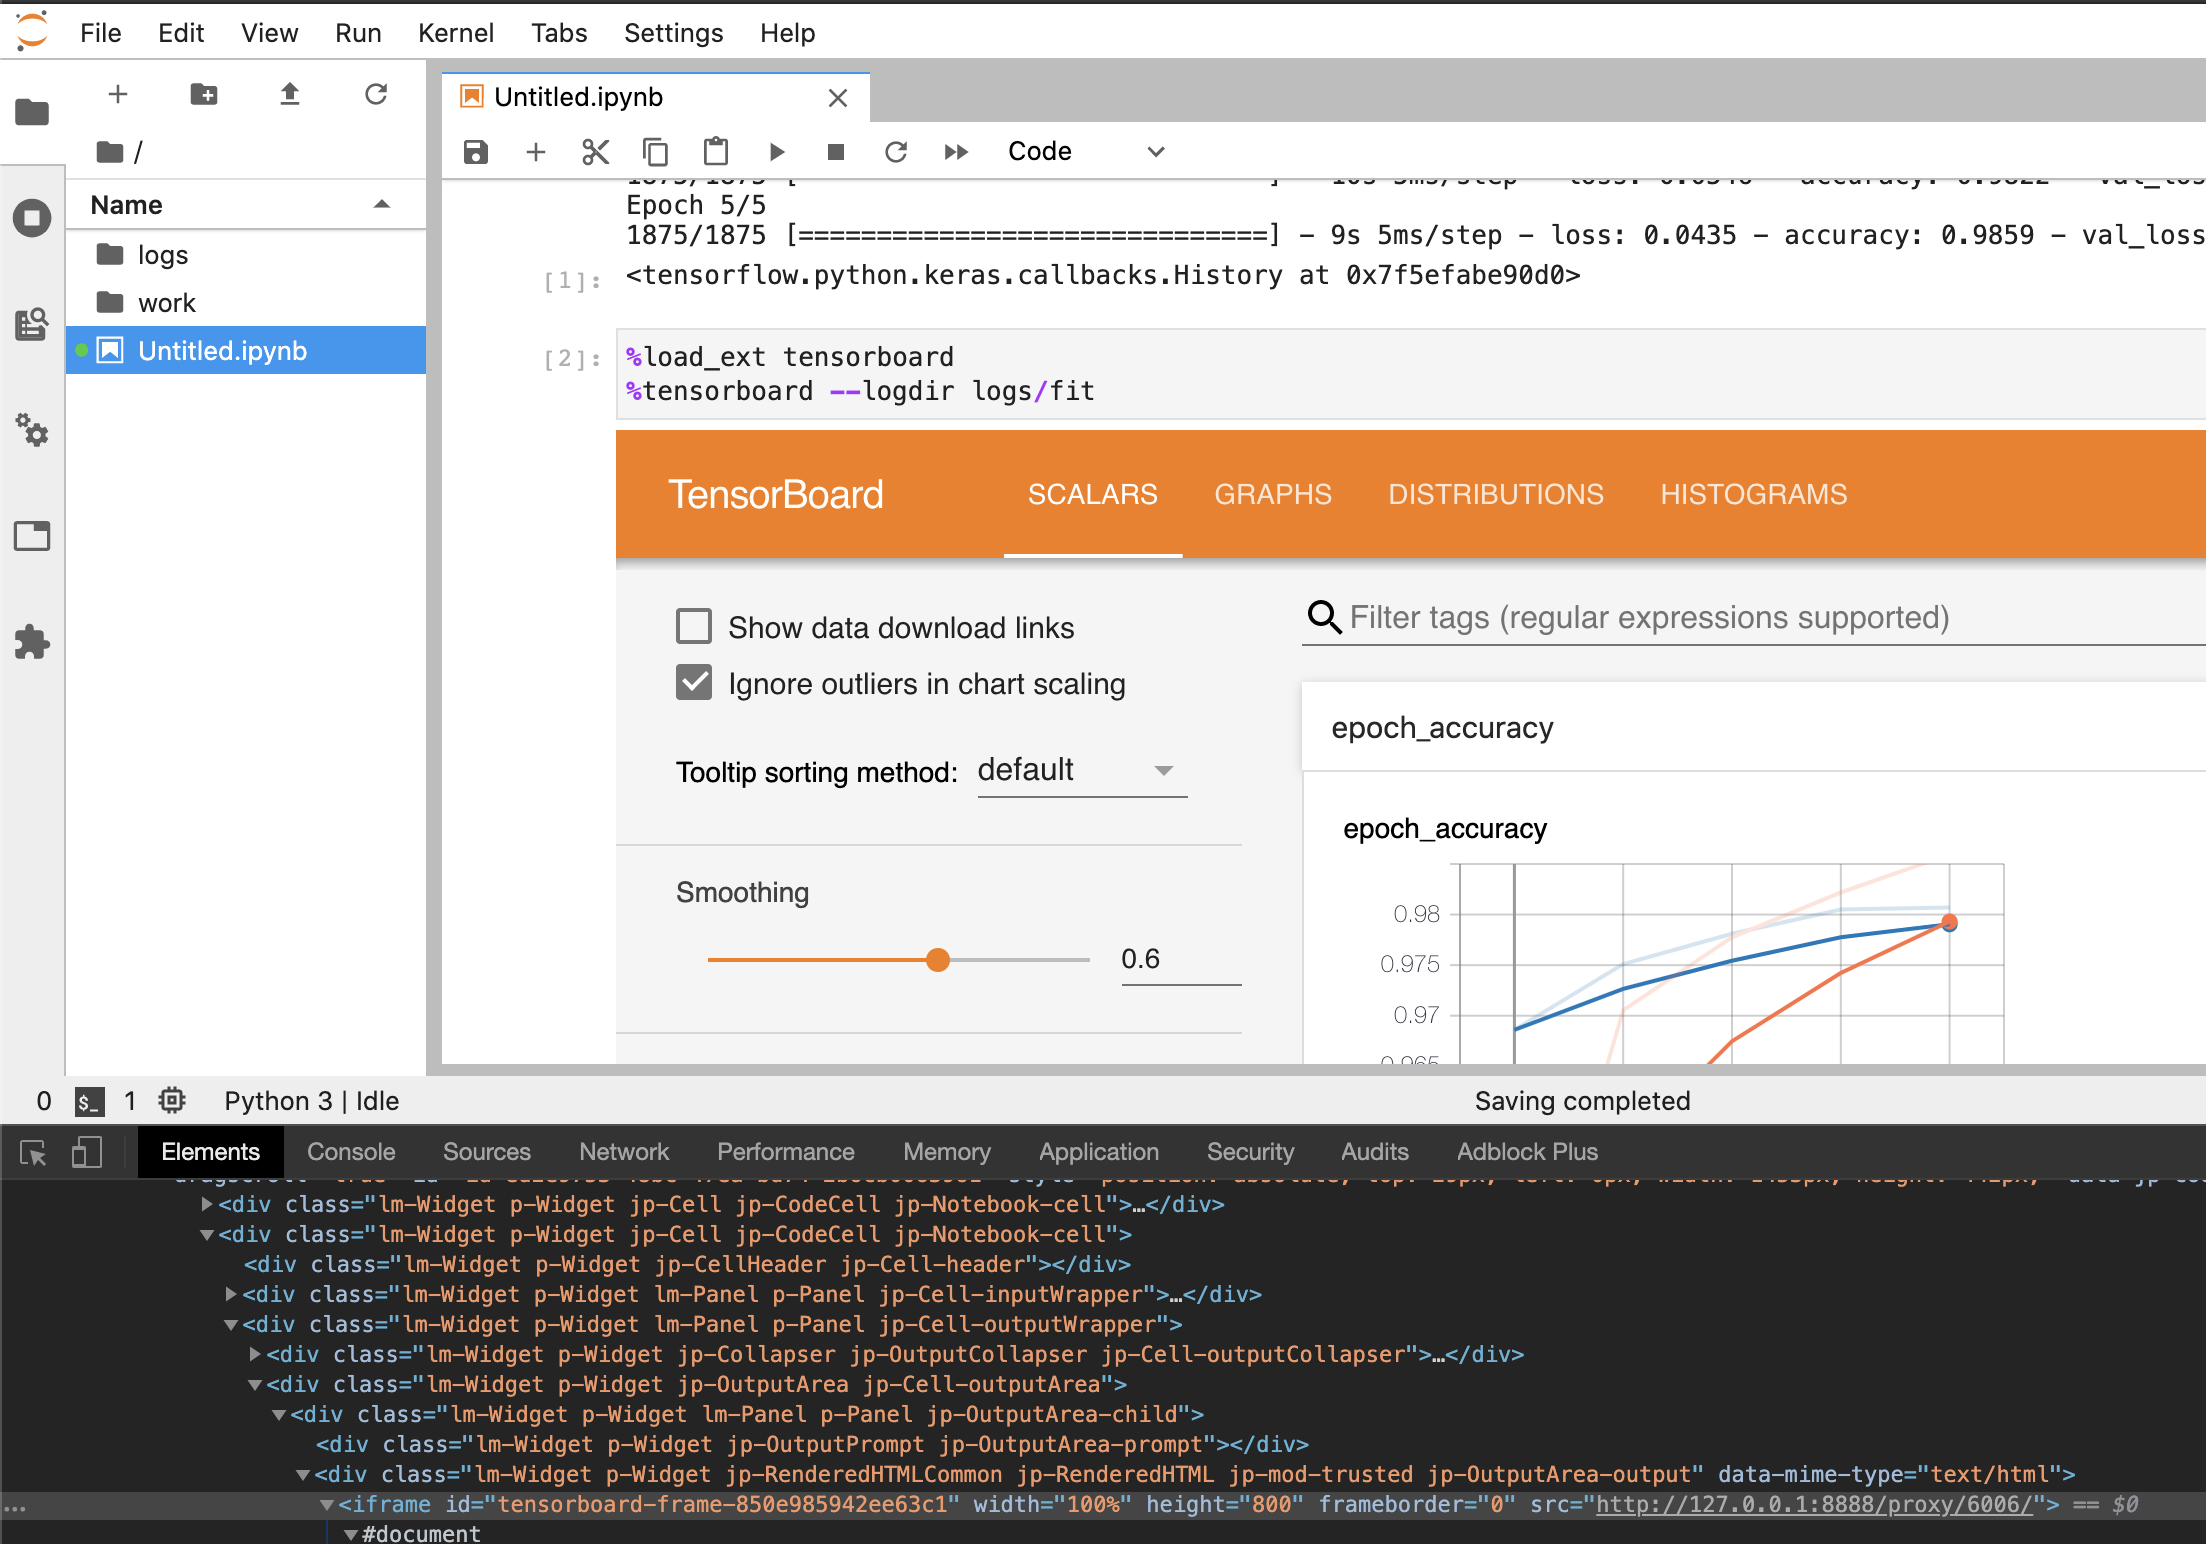 File Edit View Run Kernel Tabs Settings Help
Untitled.ipynb
/
Code
Name
logs
work
Untitled.ipynb
Epoch 5/5
1875/1875 [==============================] - 9s 5ms/step - loss: 0.0435 - accuracy: 0.9859 - val_loss
[1]: <tensorflow.python.keras.callbacks.History at 0x7f5efabe90d0>
[2]: %load_ext tensorboard
%tensorboard --logdir logs/fit
TensorBoard SCALARS GRAPHS DISTRIBUTIONS HISTOGRAMS
Show data download links
Ignore outliers in chart scaling
Tooltip sorting method: default
Smoothing
0.6
Filter tags (regular expressions supported)
epoch_accuracy
epoch_accuracy
0.98
0.975
0.97
0.965
0 $_ 1 Python 3 | Idle Saving completed
Elements Console Sources Network Performance Memory Application Security Audits Adblock Plus
<div class="lm-Widget p-Widget jp-Cell jp-CodeCell jp-Notebook-cell">…</div>
<div class="lm-Widget p-Widget jp-Cell jp-CodeCell jp-Notebook-cell">
<div class="lm-Widget p-Widget jp-CellHeader jp-Cell-header"></div>
<div class="lm-Widget p-Widget lm-Panel p-Panel jp-Cell-inputWrapper">…</div>
<div class="lm-Widget p-Widget lm-Panel p-Panel jp-Cell-outputWrapper">
<div class="lm-Widget p-Widget jp-Collapser jp-OutputCollapser jp-Cell-outputCollapser">…</div>
<div class="lm-Widget p-Widget jp-OutputArea jp-Cell-outputArea">
<div class="lm-Widget p-Widget lm-Panel p-Panel jp-OutputArea-child">
<div class="lm-Widget p-Widget jp-OutputPrompt jp-OutputArea-prompt"></div>
<div class="lm-Widget p-Widget jp-RenderedHTMLCommon jp-RenderedHTML jp-mod-trusted jp-OutputArea-output" data-mime-type="text/html">
… <iframe id="tensorboard-frame-850e985942ee63c1" width="100%" height="800" frameborder="0" src="http://127.0.0.1:8888/proxy/6006/"> == $0
#document